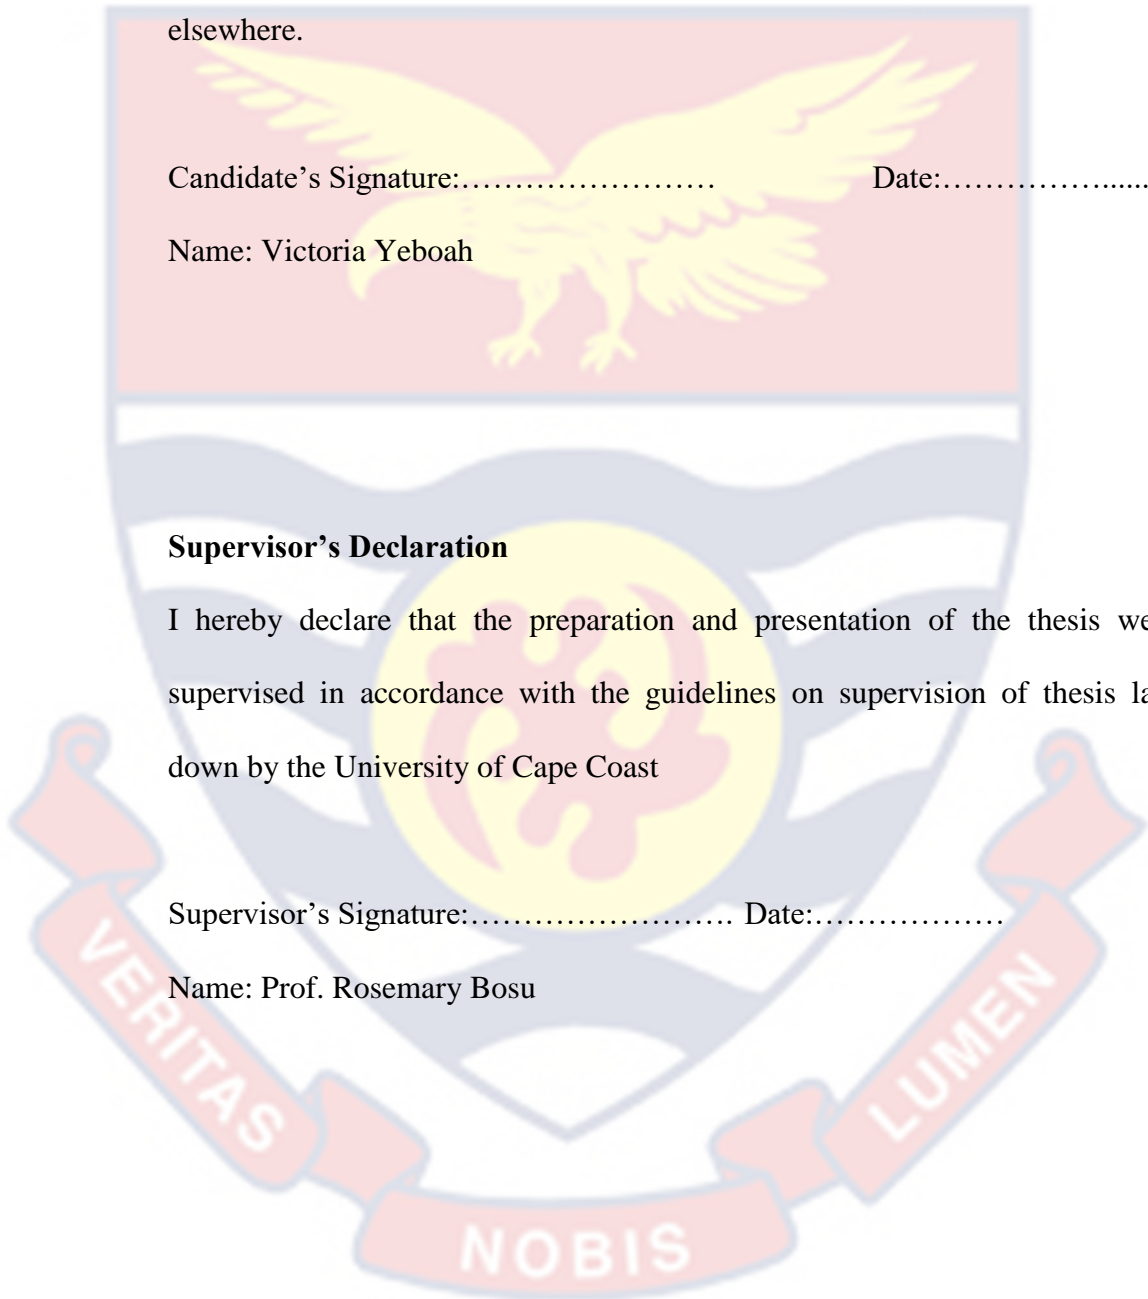 elsewhere.
Candidate’s Signature:…………………… Date:……………......
Name: Victoria Yeboah
Supervisor’s Declaration
I hereby declare that the preparation and presentation of the thesis we
supervised in accordance with the guidelines on supervision of thesis la
down by the University of Cape Coast
Supervisor’s Signature:……………………. Date:………………
Name: Prof. Rosemary Bosu
VERITAS
NOBIS
LUMEN